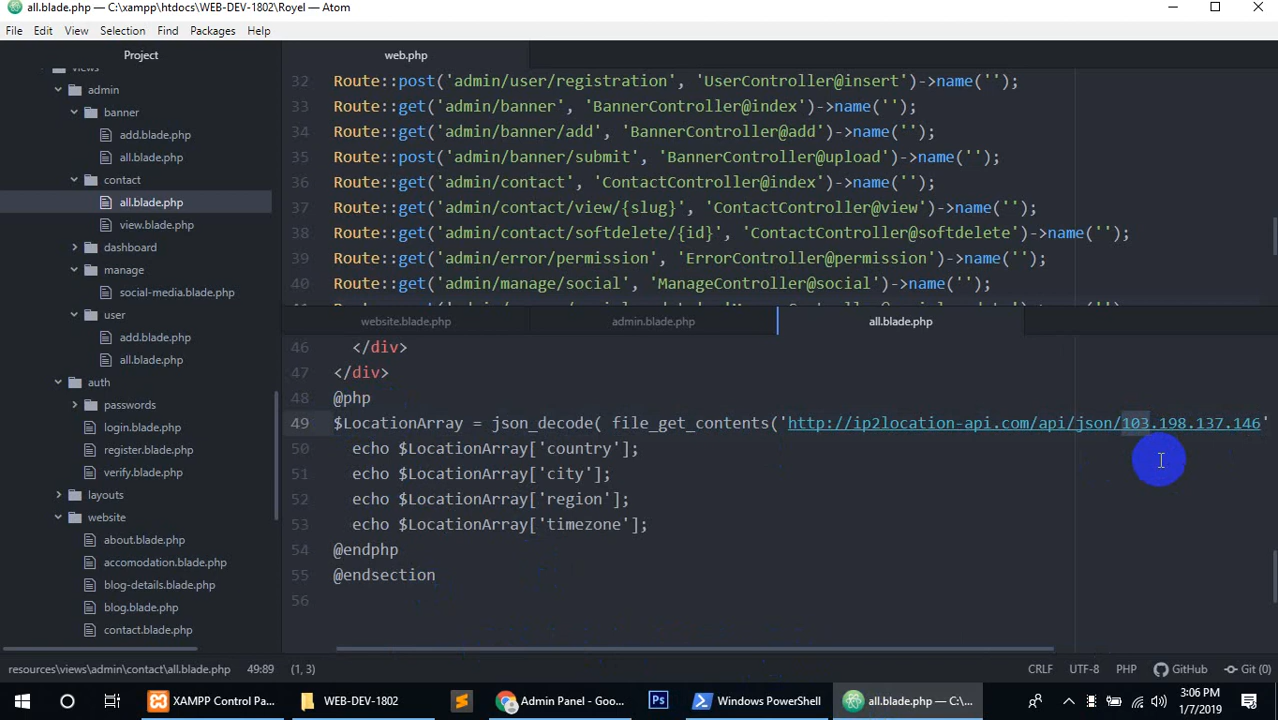 all.blade.php — C:\xampp\htdocs\WEB-DEV-1802\Royel — Atom
File Edit View Selection Find Packages Help
Project
views
admin
banner
add.blade.php
all.blade.php
contact
all.blade.php
view.blade.php
dashboard
manage
social-media.blade.php
user
add.blade.php
all.blade.php
auth
passwords
login.blade.php
register.blade.php
verify.blade.php
layouts
website
about.blade.php
accomodation.blade.php
blog-details.blade.php
blog.blade.php
contact.blade.php
web.php
32 Route::post('admin/user/registration', 'UserController@insert')->name('');
33 Route::get('admin/banner', 'BannerController@index')->name('');
34 Route::get('admin/banner/add', 'BannerController@add')->name('');
35 Route::post('admin/banner/submit', 'BannerController@upload')->name('');
36 Route::get('admin/contact', 'ContactController@index')->name('');
37 Route::get('admin/contact/view/{slug}', 'ContactController@view')->name('');
38 Route::get('admin/contact/softdelete/{id}', 'ContactController@softdelete')->name('');
39 Route::get('admin/error/permission', 'ErrorController@permission')->name('');
40 Route::get('admin/manage/social', 'ManageController@social')->name('');
website.blade.php admin.blade.php all.blade.php
46 </div>
47 </div>
48 @php
49 $LocationArray = json_decode( file_get_contents('http://ip2location-api.com/api/json/103.198.137.146'
50 echo $LocationArray['country'];
51 echo $LocationArray['city'];
52 echo $LocationArray['region'];
53 echo $LocationArray['timezone'];
54 @endphp
55 @endsection
56
resources\views\admin\contact\all.blade.php 49:89 (1, 3) CRLF UTF-8 PHP GitHub Git (0)
XAMPP Control Pa... WEB-DEV-1802 Admin Panel - Goo... Ps Windows PowerShell all.blade.php — C:\... 3:06 PM
1/7/2019